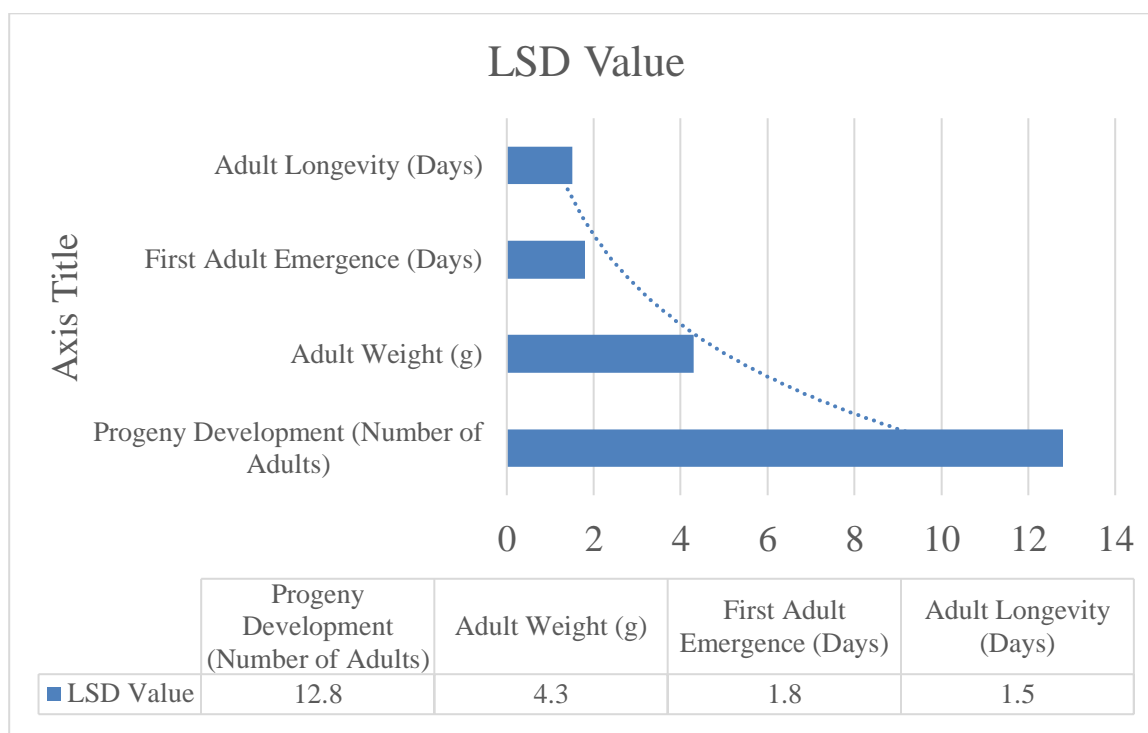 LSD Value
Axis Title
Adult Longevity (Days)
First Adult Emergence (Days)
Adult Weight (g)
Progeny Development (Number of
Adults)
0 2 4 6 8 10 12 14
Progeny
Development
(Number of Adults)
Adult Weight (g)
First Adult
Emergence (Days)
Adult Longevity
(Days)
LSD Value 12.8 4.3 1.8 1.5